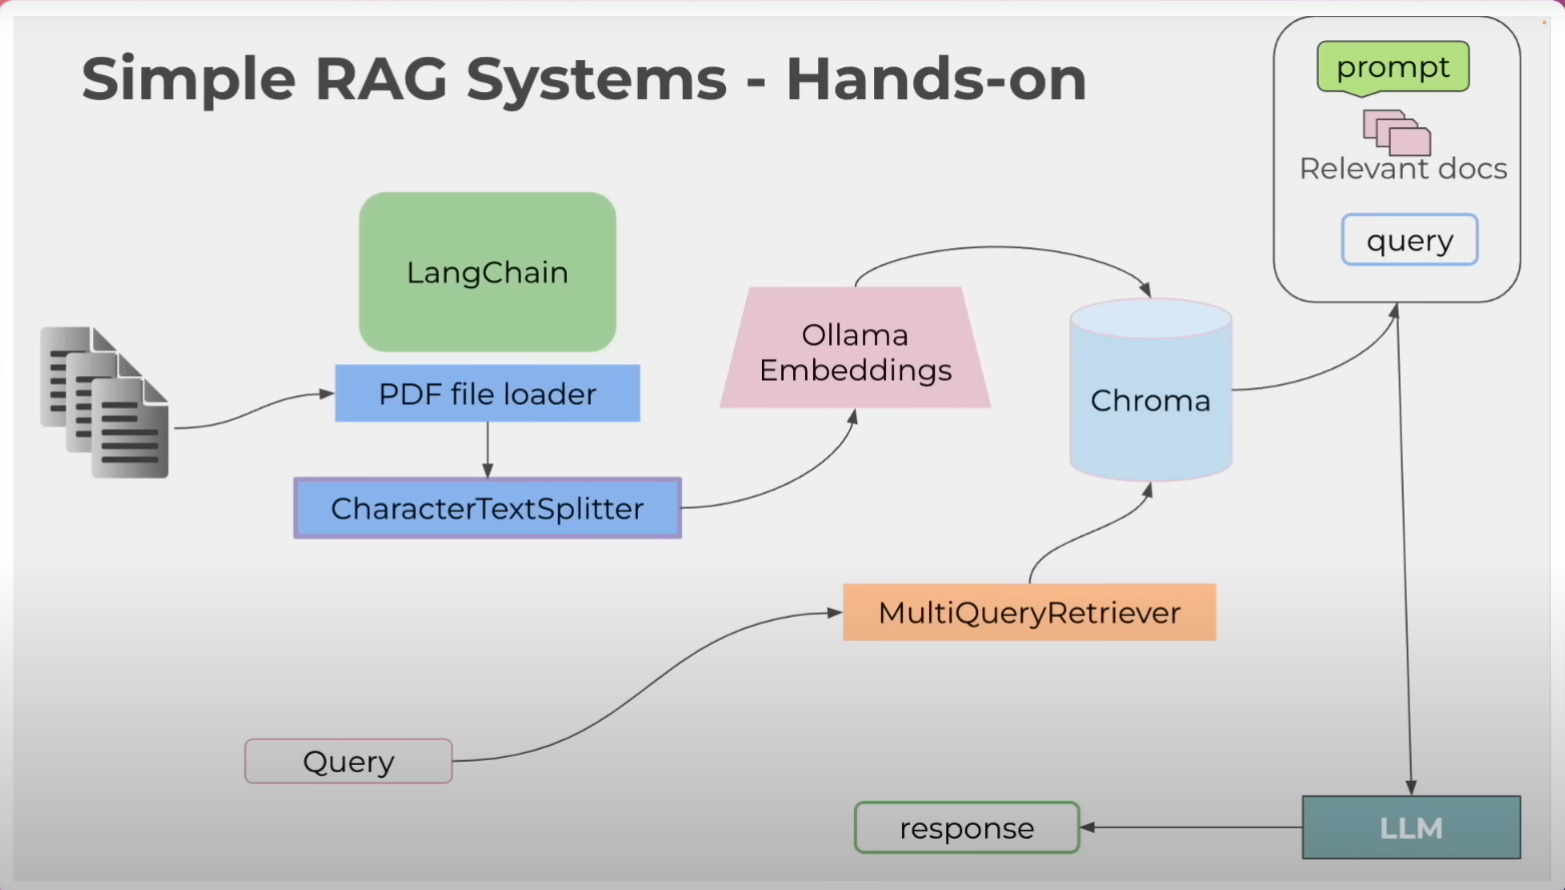 Simple RAG Systems - Hands-on
prompt
Relevant docs
query
LangChain
PDF file loader
CharacterTextSplitter
Ollama
Embeddings
Chroma
MultiQueryRetriever
Query
response
LLM